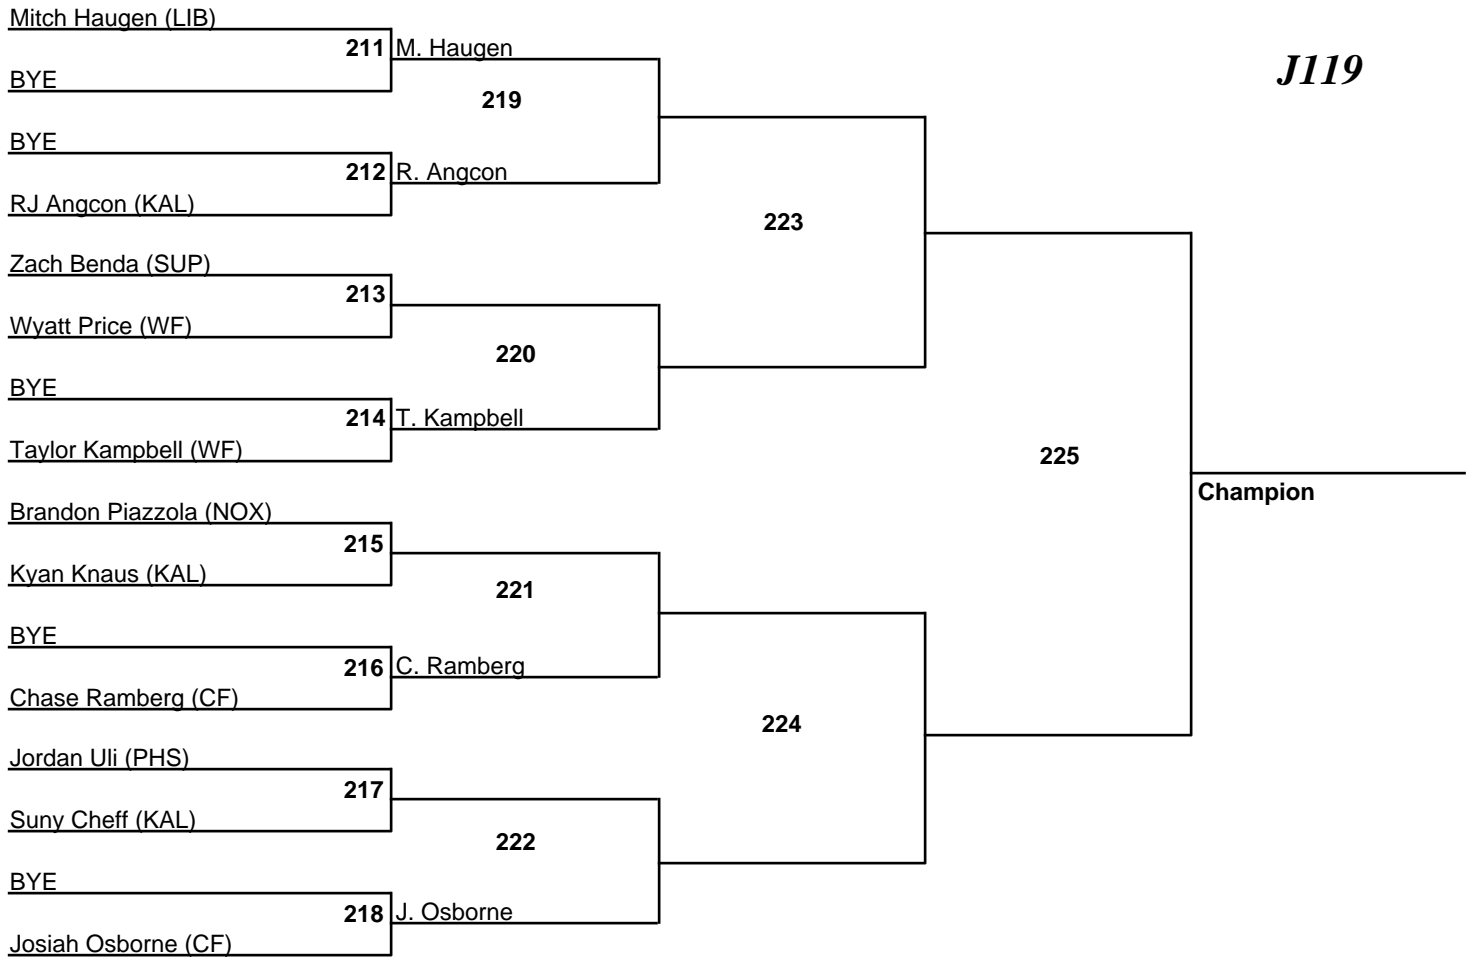 Mitch Haugen (LIB)
211 M. Haugen
BYE
J119
219
BYE
212 R. Angcon
RJ Angcon (KAL)
223
Zach Benda (SUP)
213
Wyatt Price (WF)
220
BYE
214 T. Kampbell
Taylor Kampbell (WF)
225
Champion
Brandon Piazzola (NOX)
215
Kyan Knaus (KAL)
221
BYE
216 C. Ramberg
Chase Ramberg (CF)
224
Jordan Uli (PHS)
217
Suny Cheff (KAL)
222
BYE
218 J. Osborne
Josiah Osborne (CF)